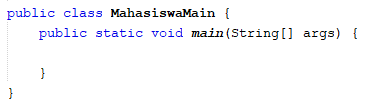 public class MahasiswaMain {
    public static void main(String[] args) {
    }
}